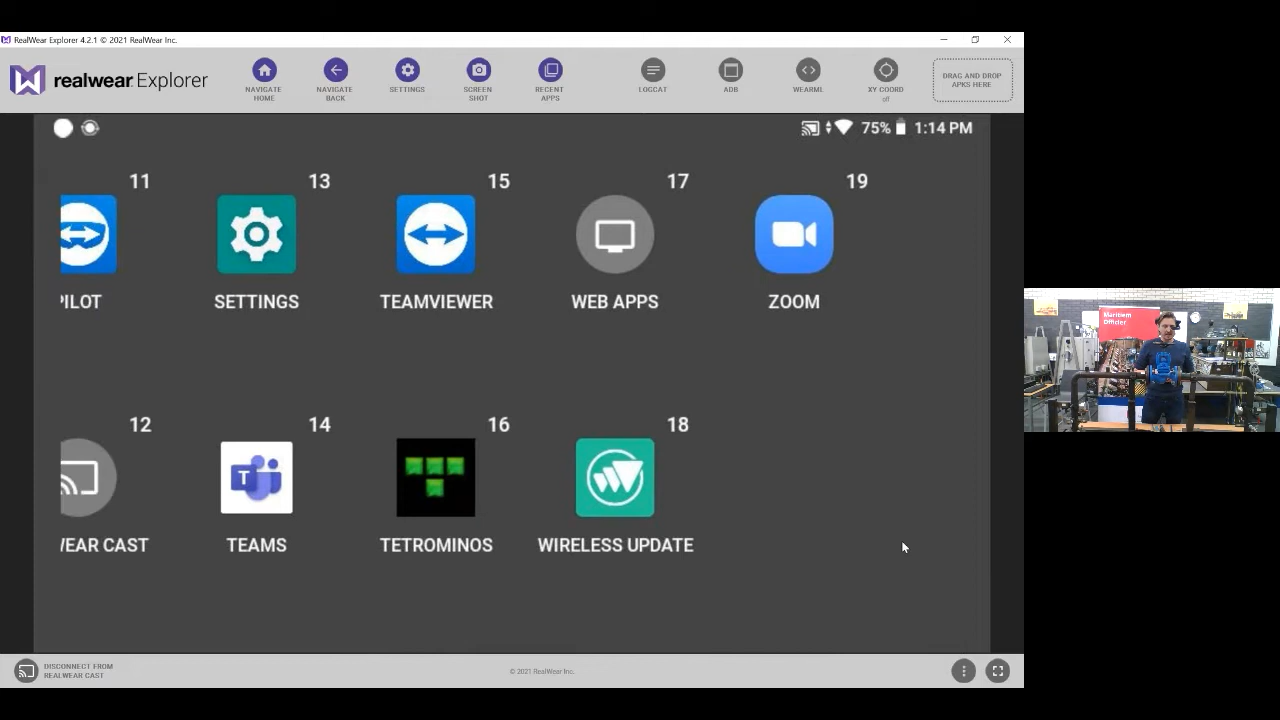 RealWear Explorer 4.2.1 © 2021 RealWear Inc.
realwear Explorer
NAVIGATE
HOME
NAVIGATE
BACK
SETTINGS
SCREEN
SHOT
RECENT
APPS
LOGCAT
ADB
WEARML
XY COORD
off
DRAG AND DROP
APKS HERE
75% 1:14 PM
11 13 15 17 19
PILOT SETTINGS TEAMVIEWER WEB APPS ZOOM
12 14 16 18
T
WEAR CAST TEAMS TETROMINOS WIRELESS UPDATE
DISCONNECT FROM
REALWEAR CAST
© 2021 RealWear Inc.
Maritiem
Officier